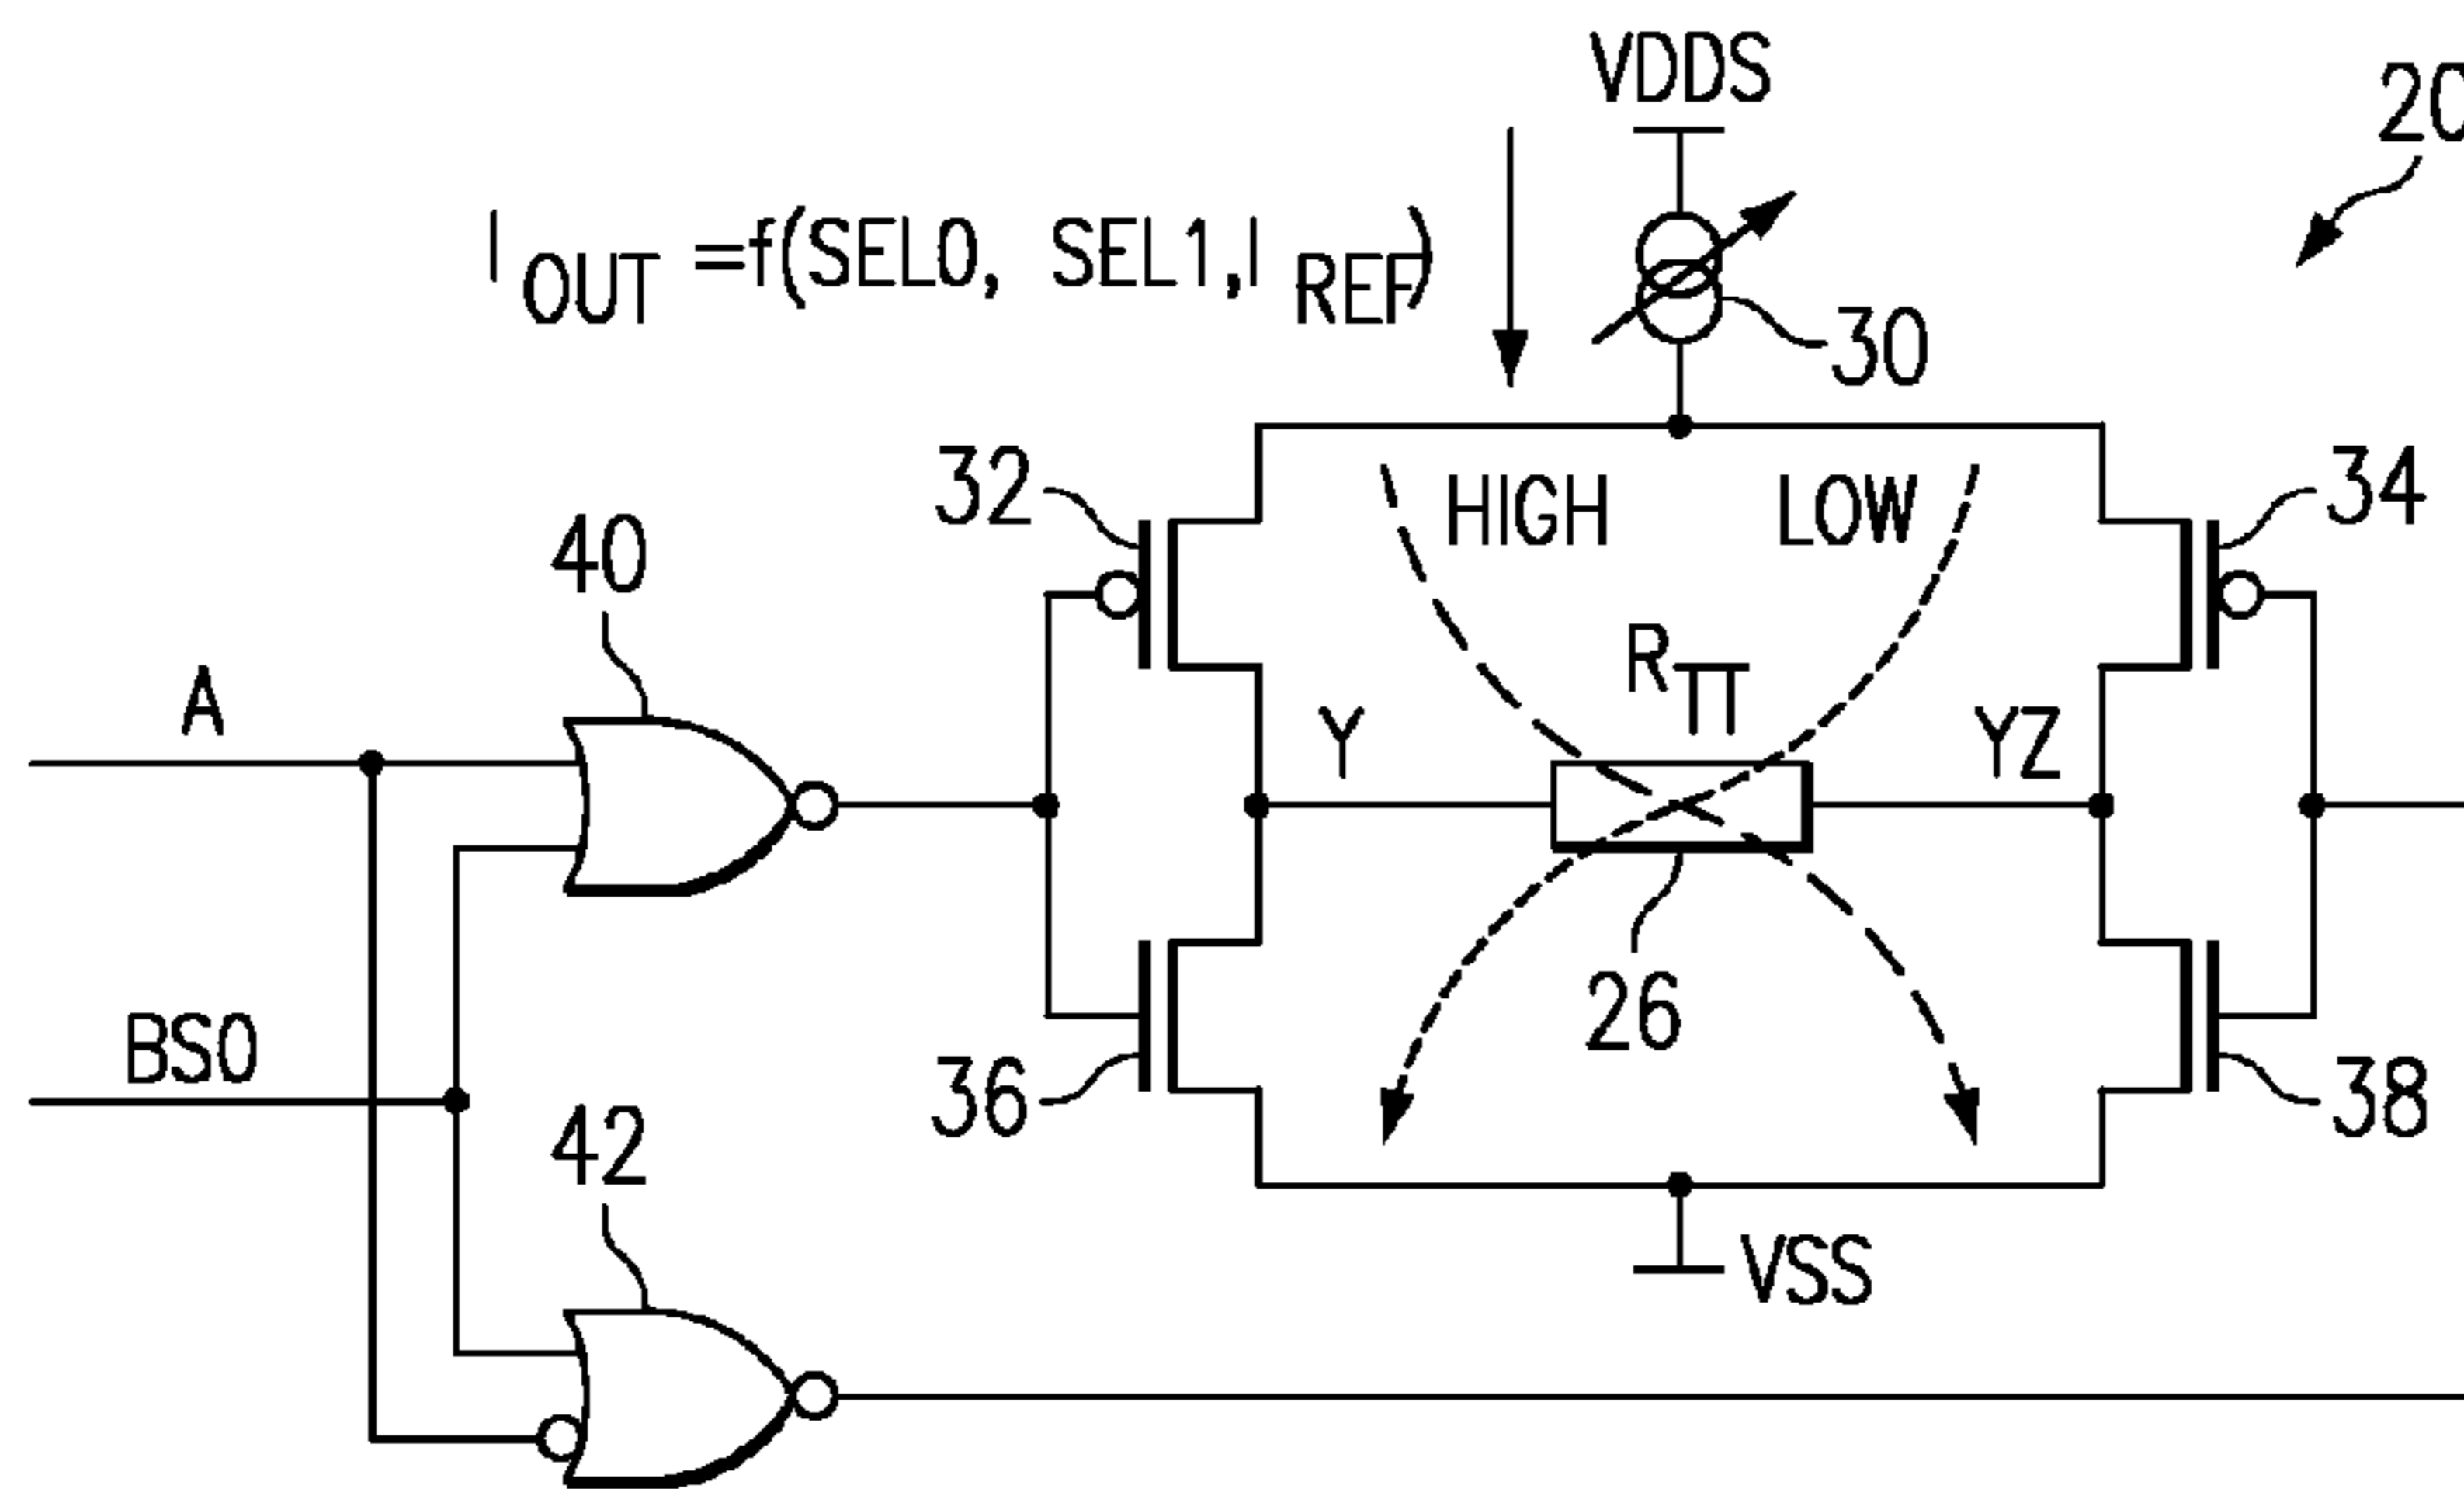 VDDS
20
I OUT =f(SEL0, SEL1,I REF)
30
32
HIGH
LOW
34
40
R TT
A
Y
YZ
BSO
26
36
38
42
VSS